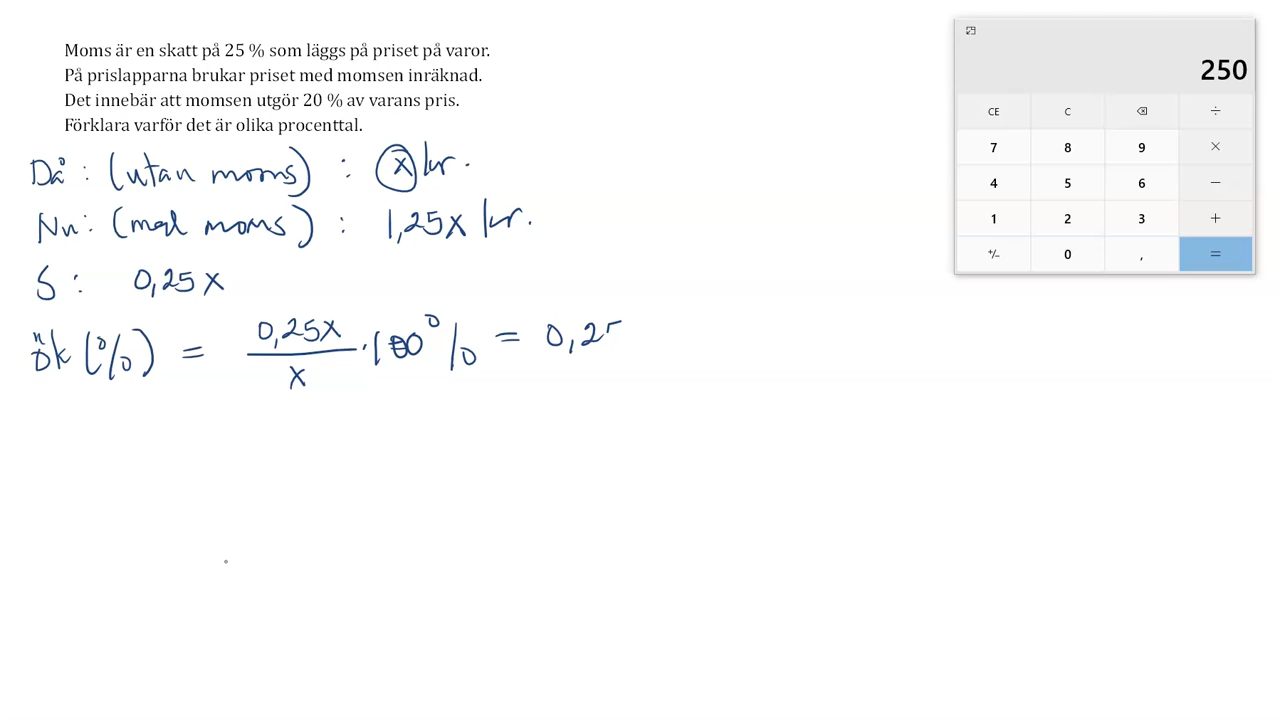 Moms är en skatt på 25 % som läggs på priset på varor.
På prislapparna brukar priset med momsen inräknad.
Det innebär att momsen utgör 20 % av varans pris.
Förklara varför det är olika procenttal.
Då : (utan moms) : x kr.
Nu : (med moms) : 1,25x kr.
S : 0,25x
Ök (%) = 0,25x / x · 100 % = 0,25
250
CE C ⌫ ÷
7 8 9 ×
4 5 6 −
1 2 3 +
+/− 0 , =